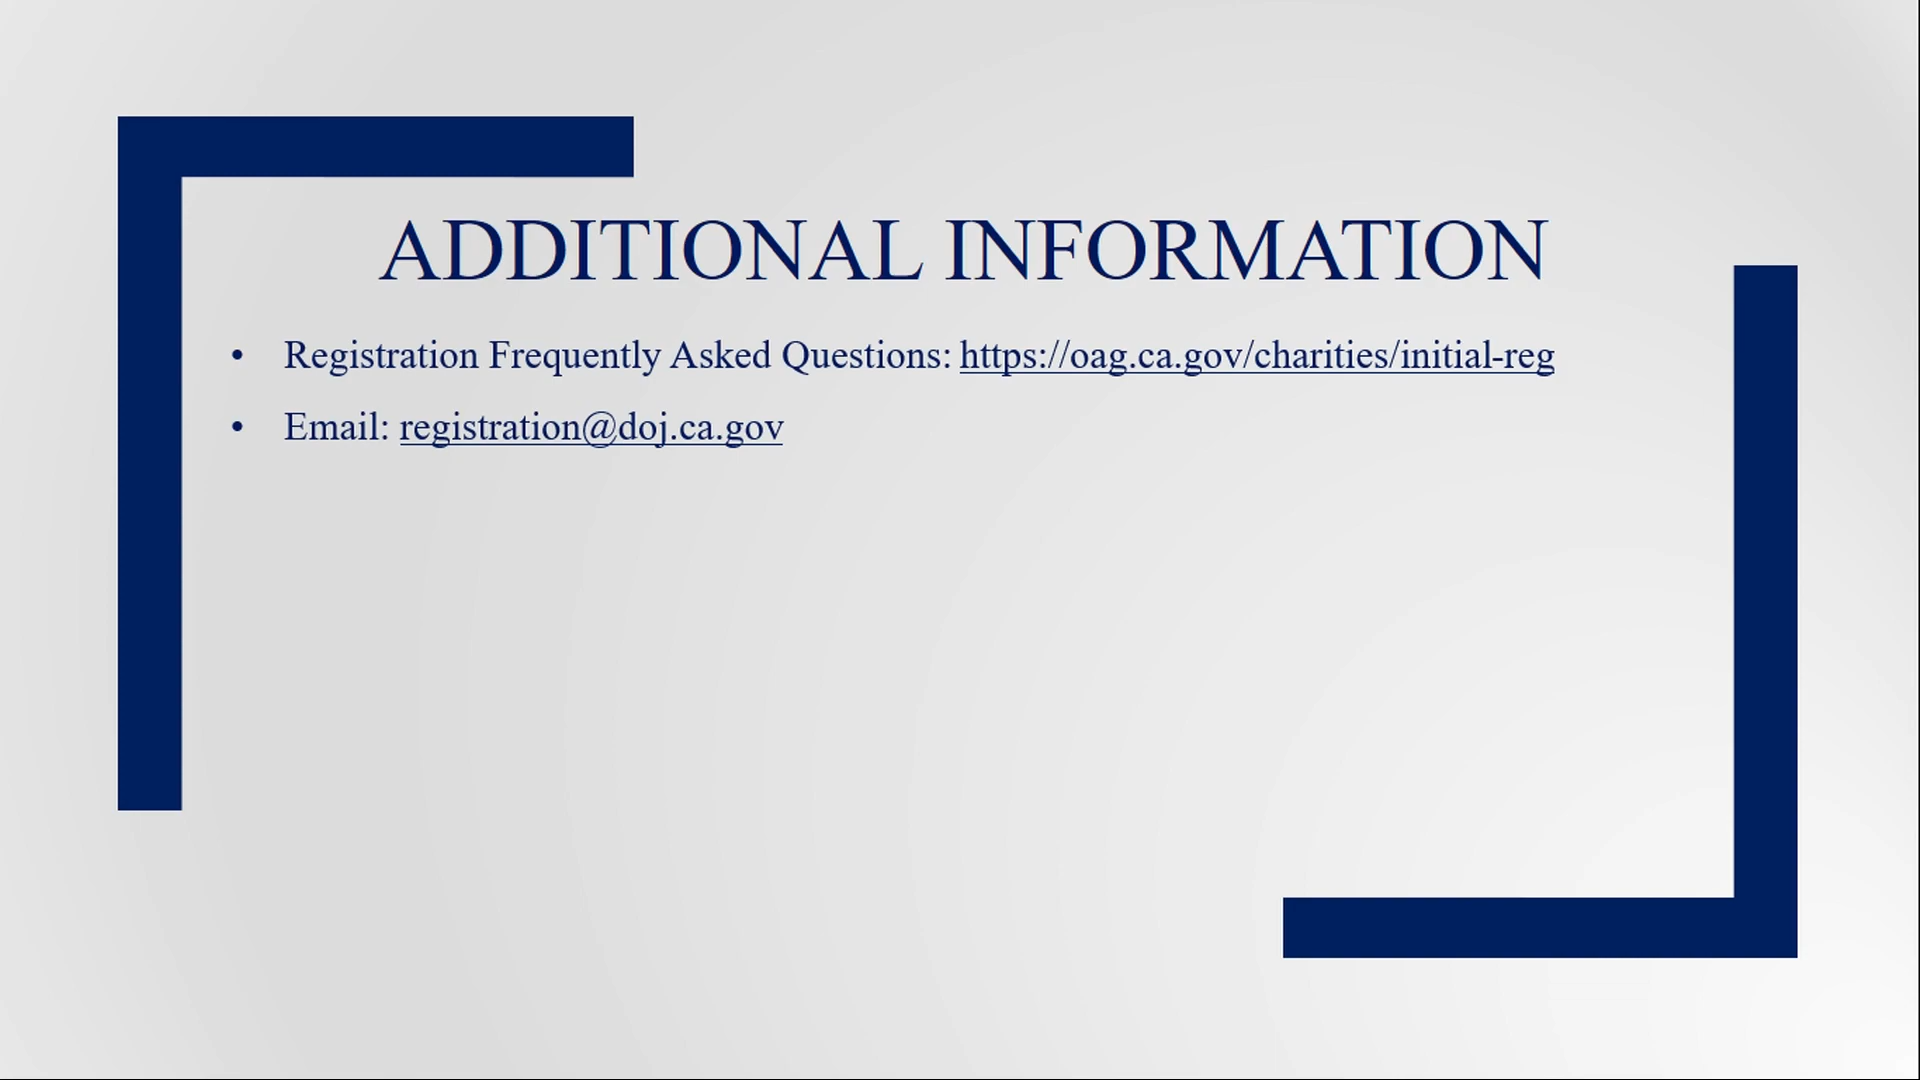 ADDITIONAL INFORMATION
• Registration Frequently Asked Questions: https://oag.ca.gov/charities/initial-reg
• Email: registration@doj.ca.gov